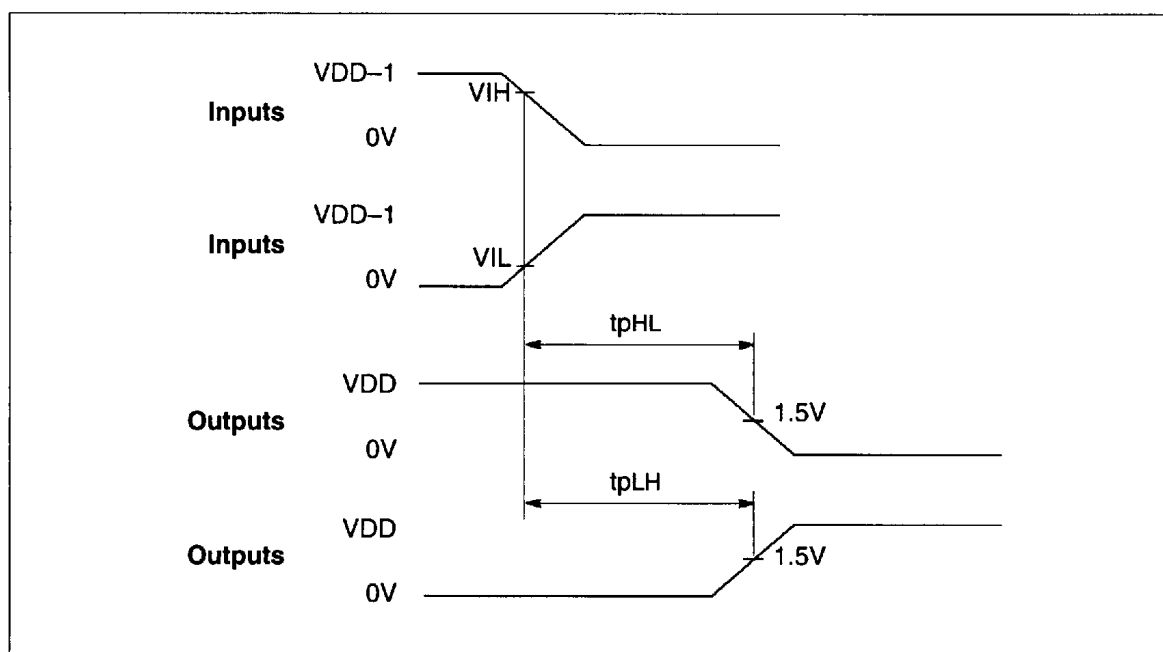 VDD–1
VIH
Inputs
0V
VDD–1
Inputs
VIL
0V
tpHL
VDD
Outputs
1.5V
0V
tpLH
VDD
Outputs
1.5V
0V